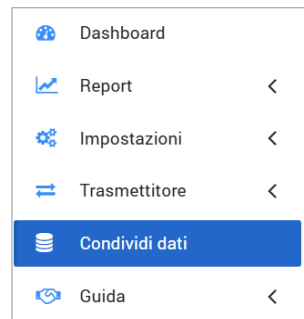 Dashboard
Report
Impostazioni
Trasmettitore
Condividi dati
Guida